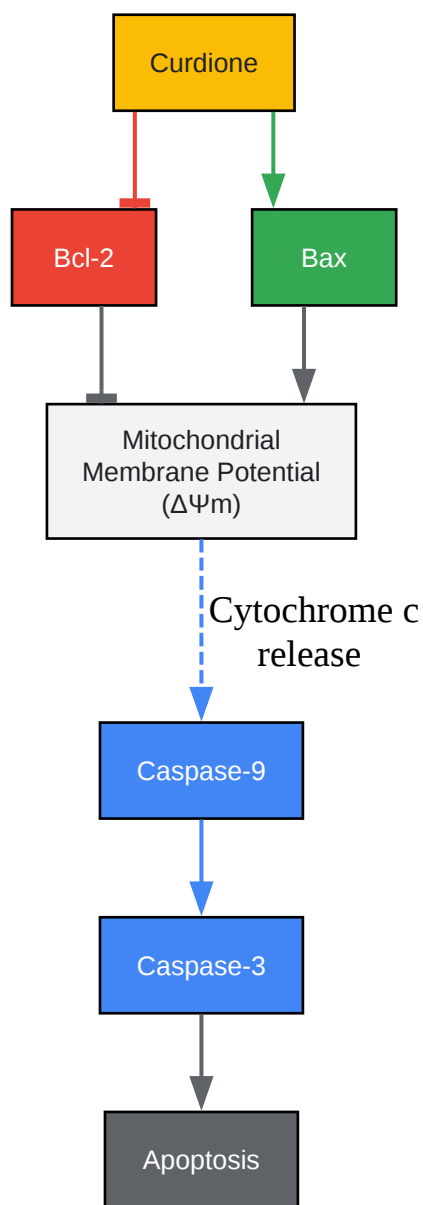 Curdione
Bcl-2
Bax
Mitochondrial
Membrane Potential
(ΔΨm)
Cytochrome c
release
Caspase-9
Caspase-3
Apoptosis